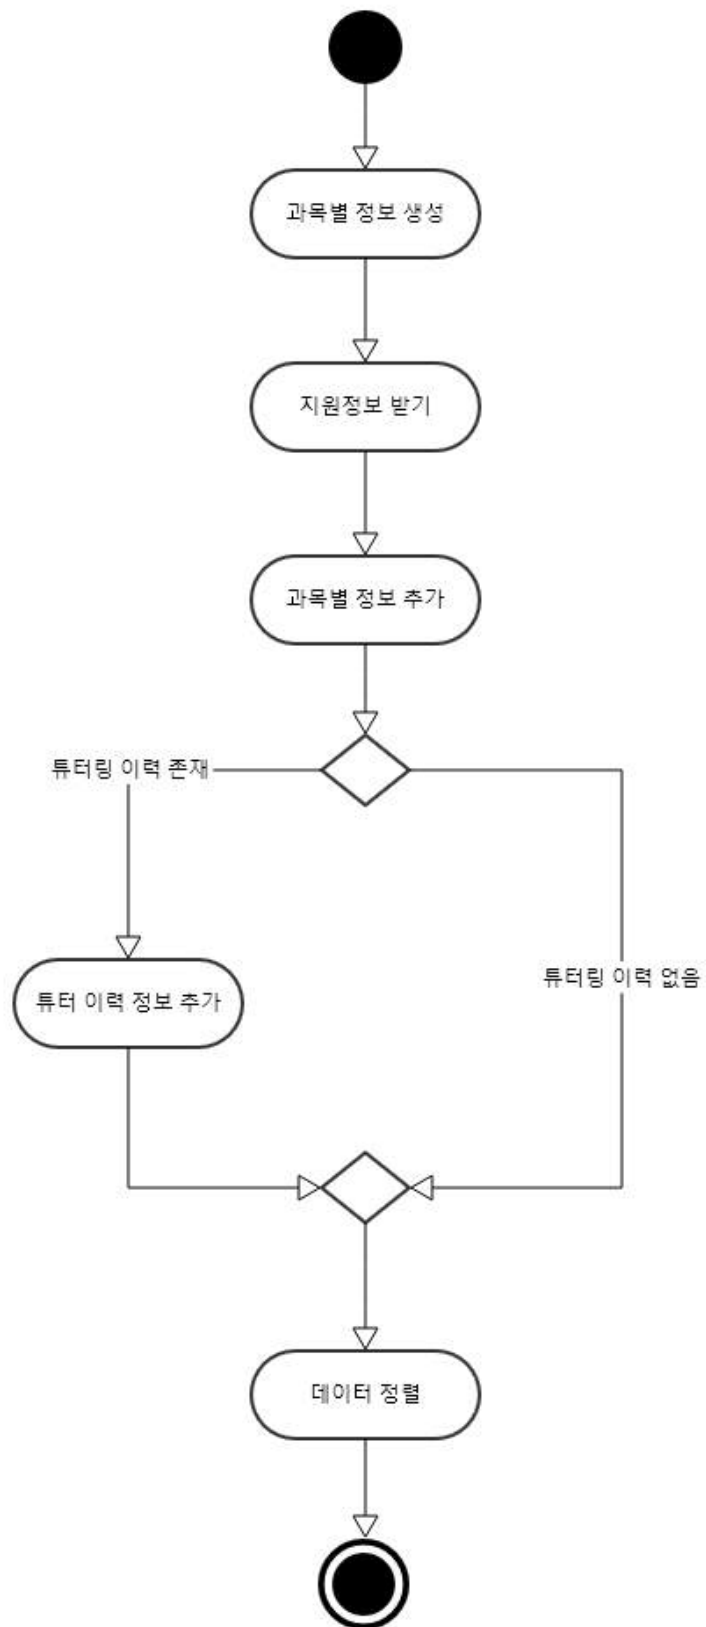 과목별 정보 생성
지원정보 받기
과목별 정보 추가
튜터링 이력 존재
튜터링 이력 없음
튜터 이력 정보 추가
데이터 정렬